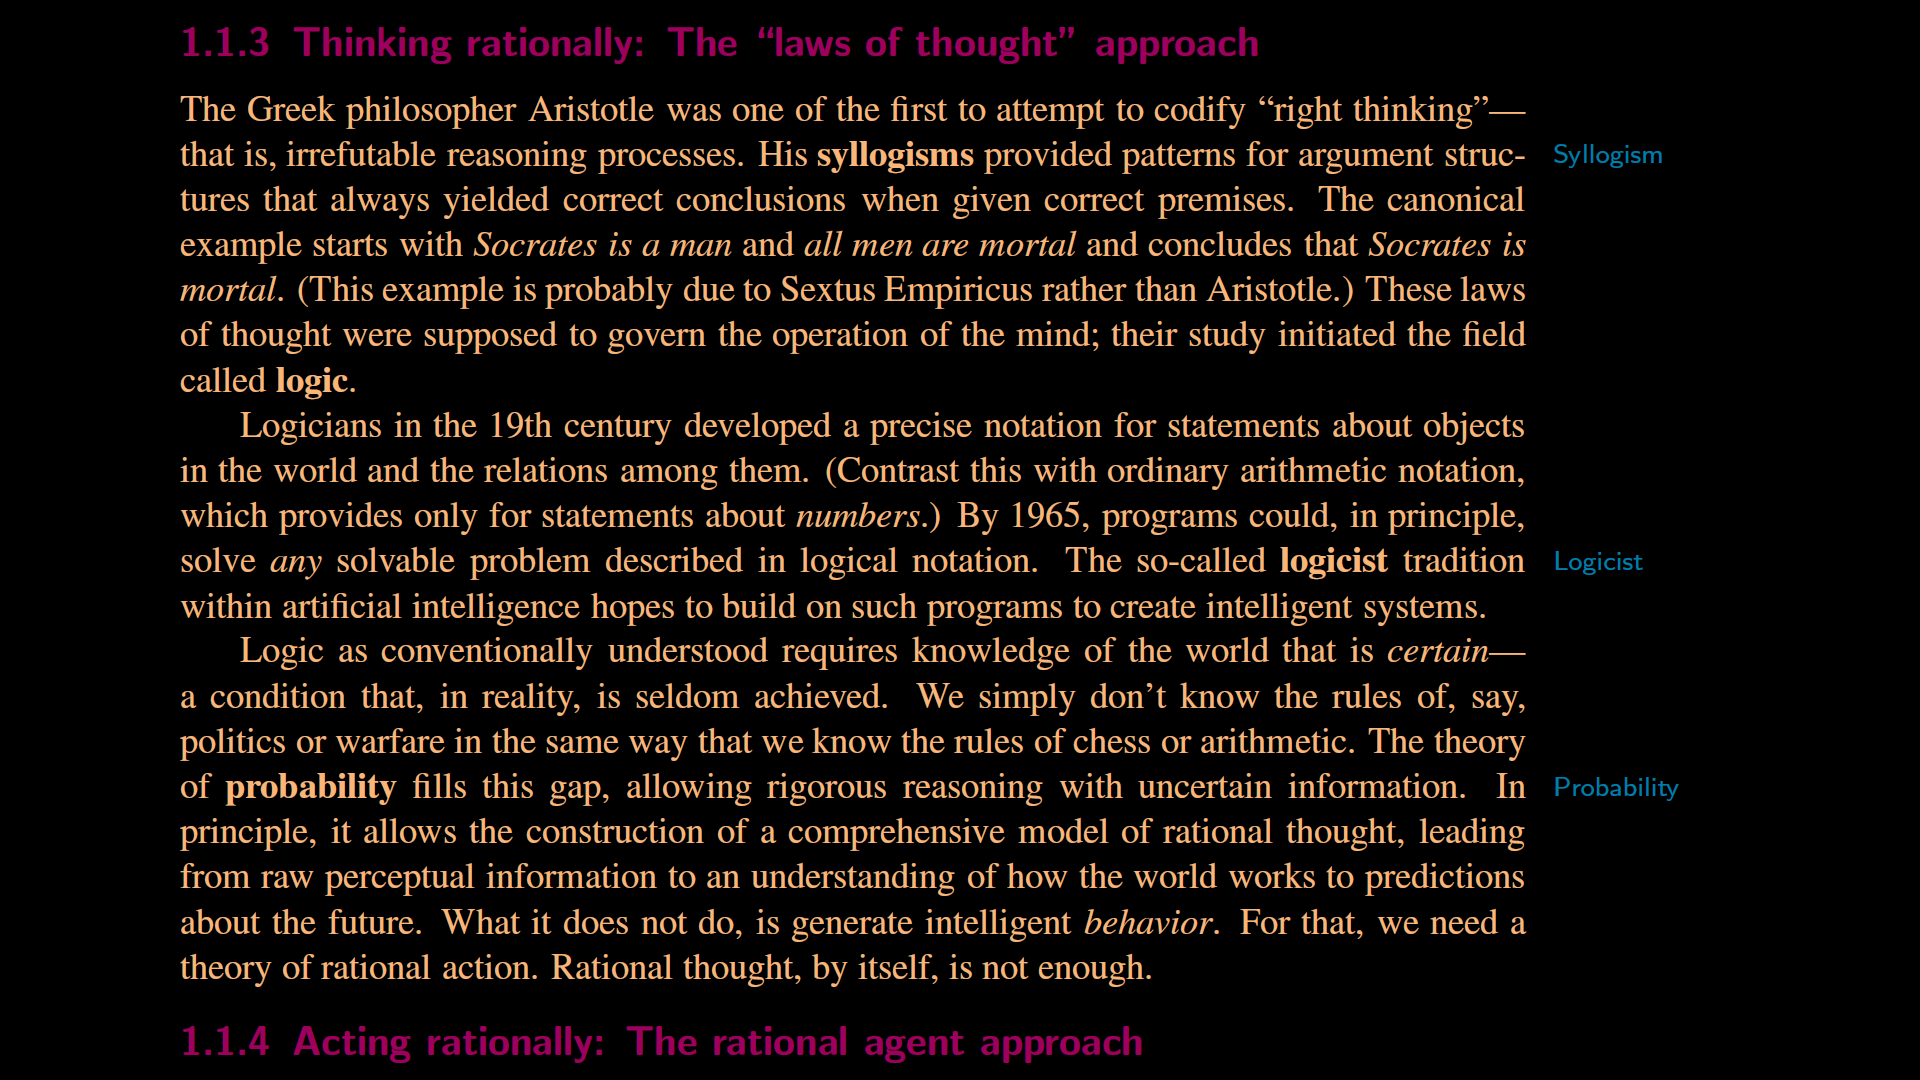 1.1.3 Thinking rationally: The “laws of thought” approach
The Greek philosopher Aristotle was one of the first to attempt to codify “right thinking”—
that is, irrefutable reasoning processes. His syllogisms provided patterns for argument struc-
Syllogism
tures that always yielded correct conclusions when given correct premises. The canonical
example starts with Socrates is a man and all men are mortal and concludes that Socrates is
mortal. (This example is probably due to Sextus Empiricus rather than Aristotle.) These laws
of thought were supposed to govern the operation of the mind; their study initiated the field
called logic.
Logicians in the 19th century developed a precise notation for statements about objects
in the world and the relations among them. (Contrast this with ordinary arithmetic notation,
which provides only for statements about numbers.) By 1965, programs could, in principle,
solve any solvable problem described in logical notation. The so-called logicist tradition
Logicist
within artificial intelligence hopes to build on such programs to create intelligent systems.
Logic as conventionally understood requires knowledge of the world that is certain—
a condition that, in reality, is seldom achieved. We simply don’t know the rules of, say,
politics or warfare in the same way that we know the rules of chess or arithmetic. The theory
of probability fills this gap, allowing rigorous reasoning with uncertain information. In
Probability
principle, it allows the construction of a comprehensive model of rational thought, leading
from raw perceptual information to an understanding of how the world works to predictions
about the future. What it does not do, is generate intelligent behavior. For that, we need a
theory of rational action. Rational thought, by itself, is not enough.
1.1.4 Acting rationally: The rational agent approach